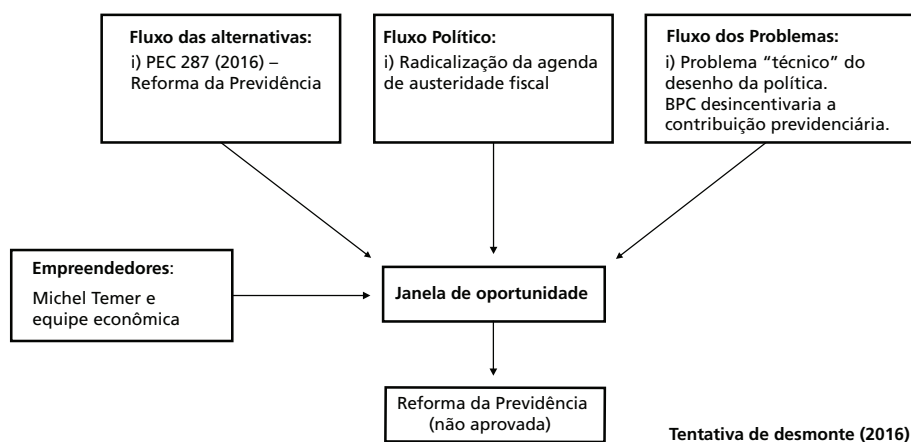 Fluxo das alternativas:
i) PEC 287 (2016) –
Reforma da Previdência
Fluxo Político:
i) Radicalização da agenda
de austeridade fiscal
Fluxo dos Problemas:
i) Problema “técnico” do
desenho da política.
BPC desincentivaria a
contribuição previdenciária.
Empreendedores:
Michel Temer e
equipe econômica
Janela de oportunidade
Reforma da Previdência
(não aprovada)
Tentativa de desmonte (2016)